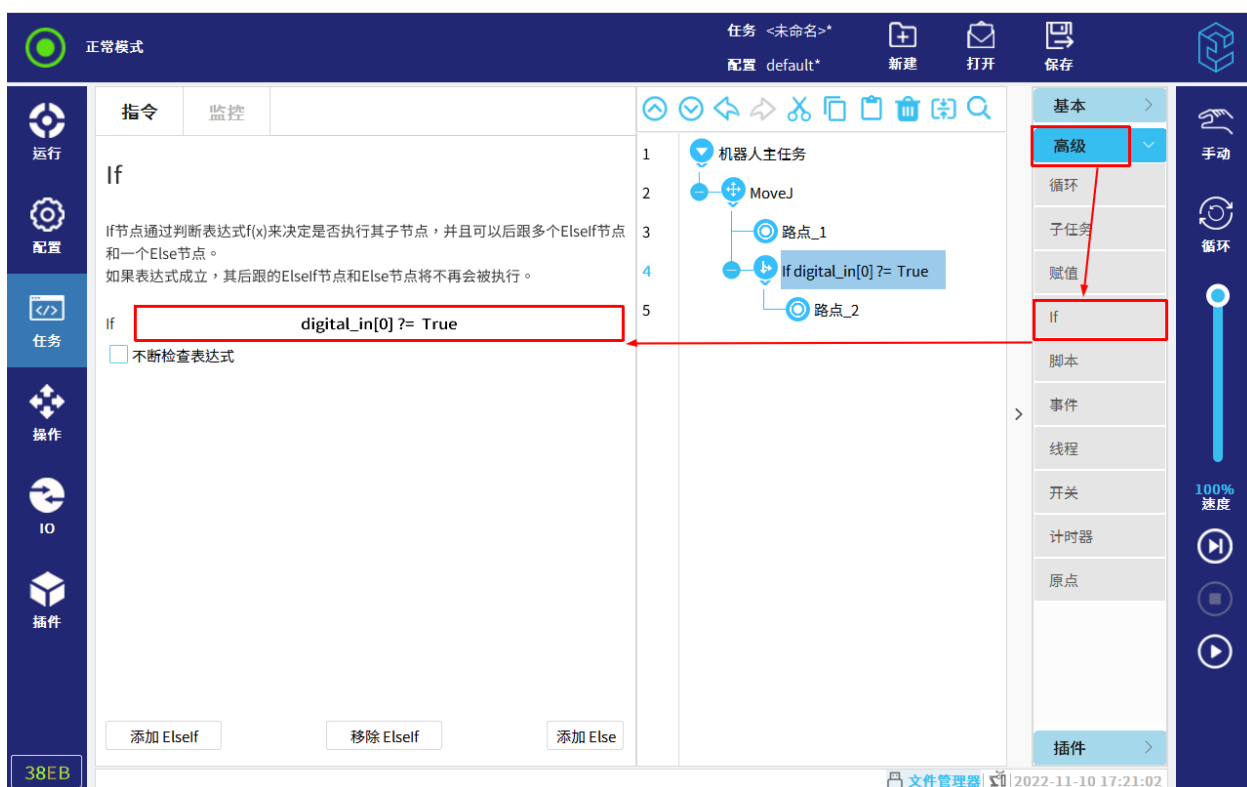 正常模式
任务 <未命名>*
配置 default*
新建
打开
保存
运行
配置
任务
操作
IO
插件
38EB
指令
监控
If
If节点通过判断表达式f(x)来决定是否执行其子节点，并且可以后跟多个ElseIf节点
和一个Else节点。
如果表达式成立，其后跟的ElseIf节点和Else节点将不再会被执行。
If
digital_in[0] ?= True
不断检查表达式
添加 ElseIf
移除 ElseIf
添加 Else
1 机器人主任务
2 MoveJ
3 路点_1
4 If digital_in[0] ?= True
5 路点_2
基本
高级
循环
子任务
赋值
If
脚本
事件
线程
开关
计时器
原点
插件
手动
循环
100%
速度
文件管理器
2022-11-10 17:21:02